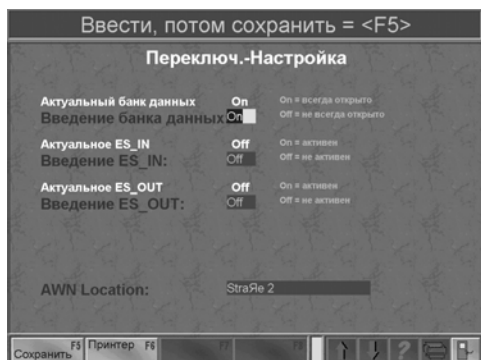 Ввести, потом сохранить = <F5>
Переключ.-Настройка
Актуальный банк данных On On = всегда открыто
Введение банка данных On Off = не всегда открыто
Актуальное ES_IN Off On = активен
Введение ES_IN: Off Off = не активен
Актуальное ES_OUT Off On = активен
Введение ES_OUT: Off Off = не активен
AWN Location: StraЯe 2
F5 Сохранить Принтер F6 F7 F8 ?